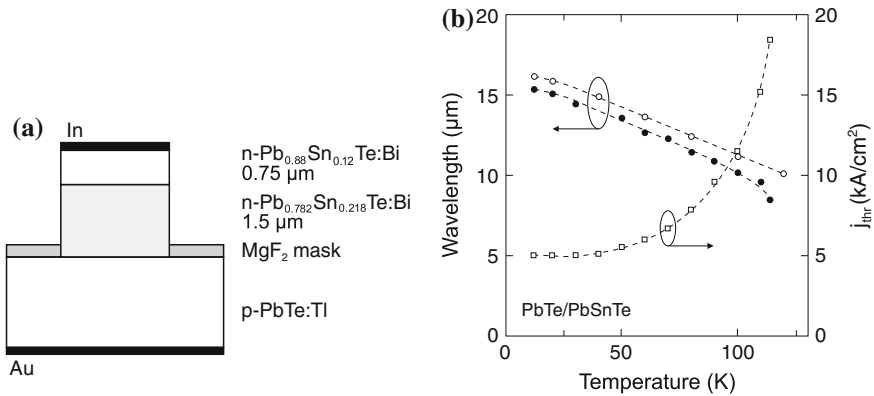 (a)
In
n-Pb0.88Sn0.12Te:Bi
0.75 µm
n-Pb0.782Sn0.218Te:Bi
1.5 µm
MgF2 mask
p-PbTe:Tl
Au
(b)
20
15
10
5
0
Wavelength (µm)
20
15
10
5
0
jthr (kA/cm2)
PbTe/PbSnTe
0
50
100
Temperature (K)